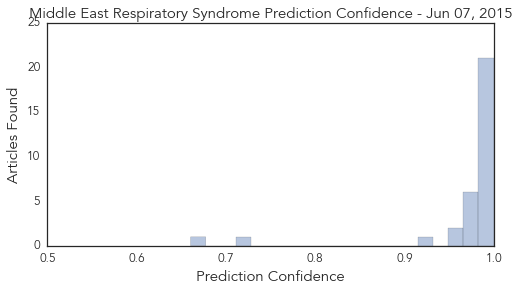 Middle East Respiratory Syndrome Prediction Confidence - Jun 07, 2015
25
20
15
10
5
0
Articles Found
0.5 0.6 0.7 0.8 0.9 1.0
Prediction Confidence